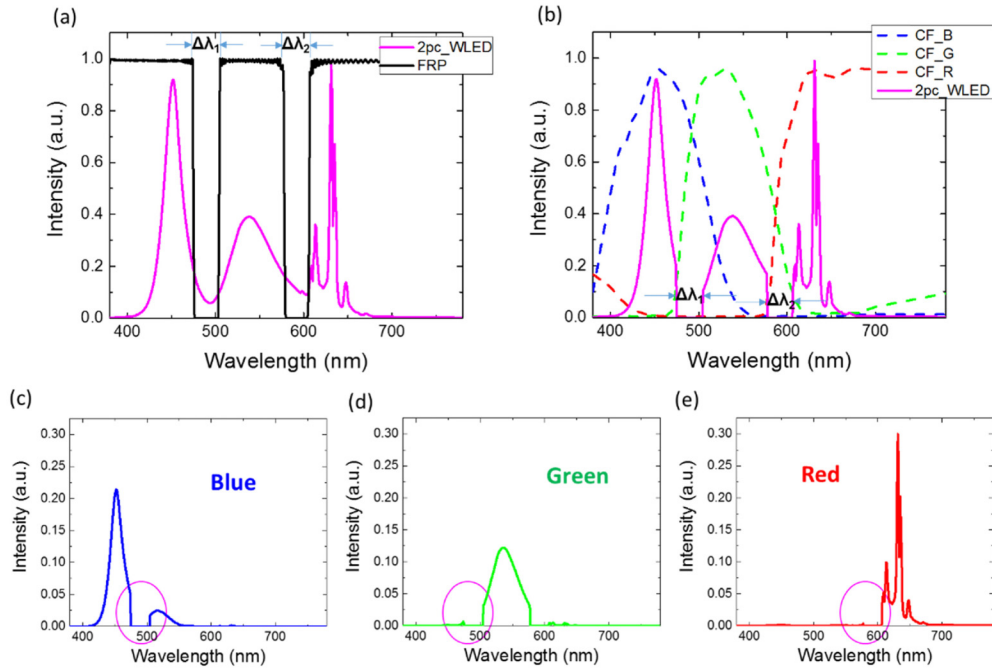 (a)
Δλ₁
Δλ₂
2pc_WLED
FRP
1.0
0.8
0.6
0.4
0.2
0.0
Intensity (a.u.)
400 500 600 700
Wavelength (nm)
(b)
CF_B
CF_G
CF_R
2pc_WLED
1.0
0.8
0.6
0.4
0.2
0.0
Intensity (a.u.)
Δλ₁
Δλ₂
400 500 600 700
Wavelength (nm)
(c)
0.30
0.25
0.20
0.15
0.10
0.05
0.00
Intensity (a.u.)
Blue
400 500 600 700
Wavelength (nm)
(d)
0.30
0.25
0.20
0.15
0.10
0.05
0.00
Intensity (a.u.)
Green
400 500 600 700
Wavelength (nm)
(e)
0.30
0.25
0.20
0.15
0.10
0.05
0.00
Intensity (a.u.)
Red
400 500 600 700
Wavelength (nm)